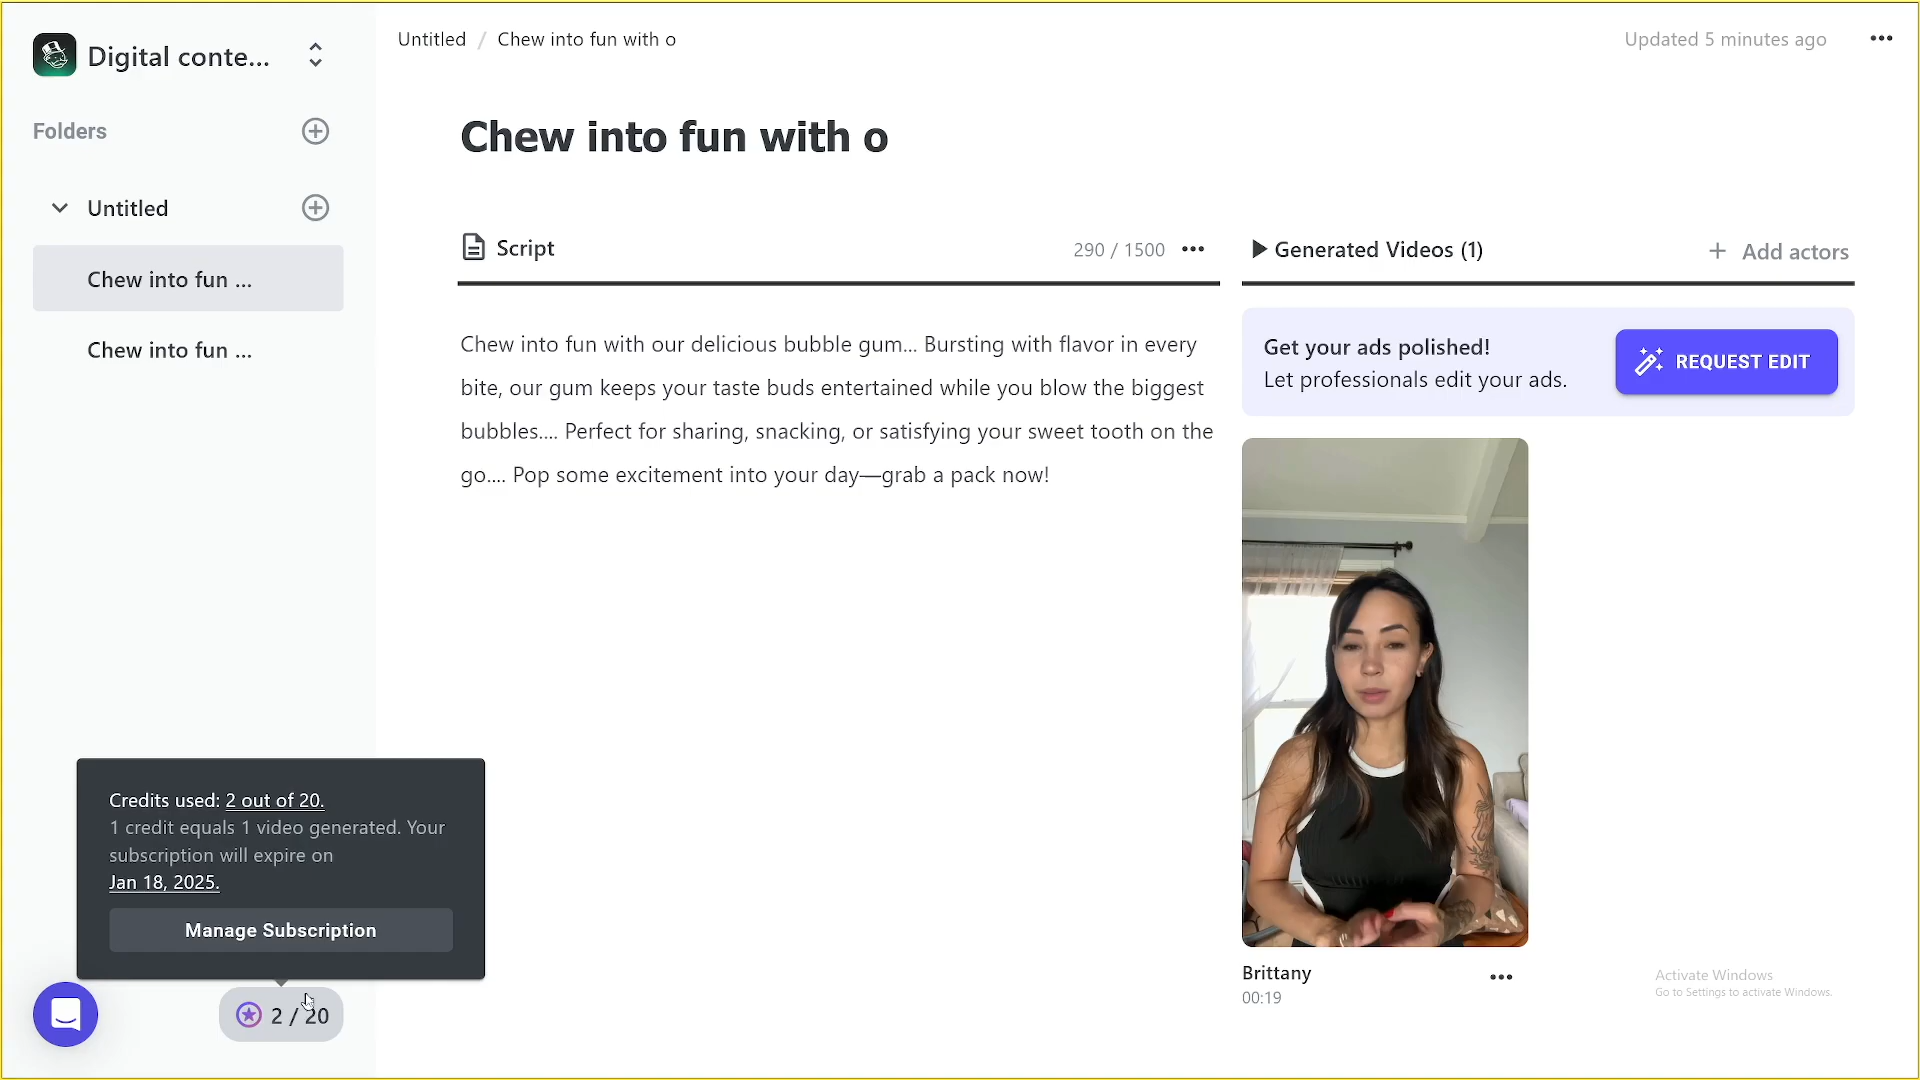 Digital conte...
Untitled / Chew into fun with o
Updated 5 minutes ago
Folders
Untitled
Chew into fun ...
Chew into fun ...
Chew into fun with o
Script
290 / 1500
Generated Videos (1)
Add actors
Chew into fun with our delicious bubble gum... Bursting with flavor in every
bite, our gum keeps your taste buds entertained while you blow the biggest
bubbles.... Perfect for sharing, snacking, or satisfying your sweet tooth on the
go.... Pop some excitement into your day—grab a pack now!
Get your ads polished!
Let professionals edit your ads.
REQUEST EDIT
Credits used: 2 out of 20.
1 credit equals 1 video generated. Your
subscription will expire on
Jan 18, 2025.
Manage Subscription
2 / 20
Brittany
00:19
Activate Windows
Go to Settings to activate Windows.